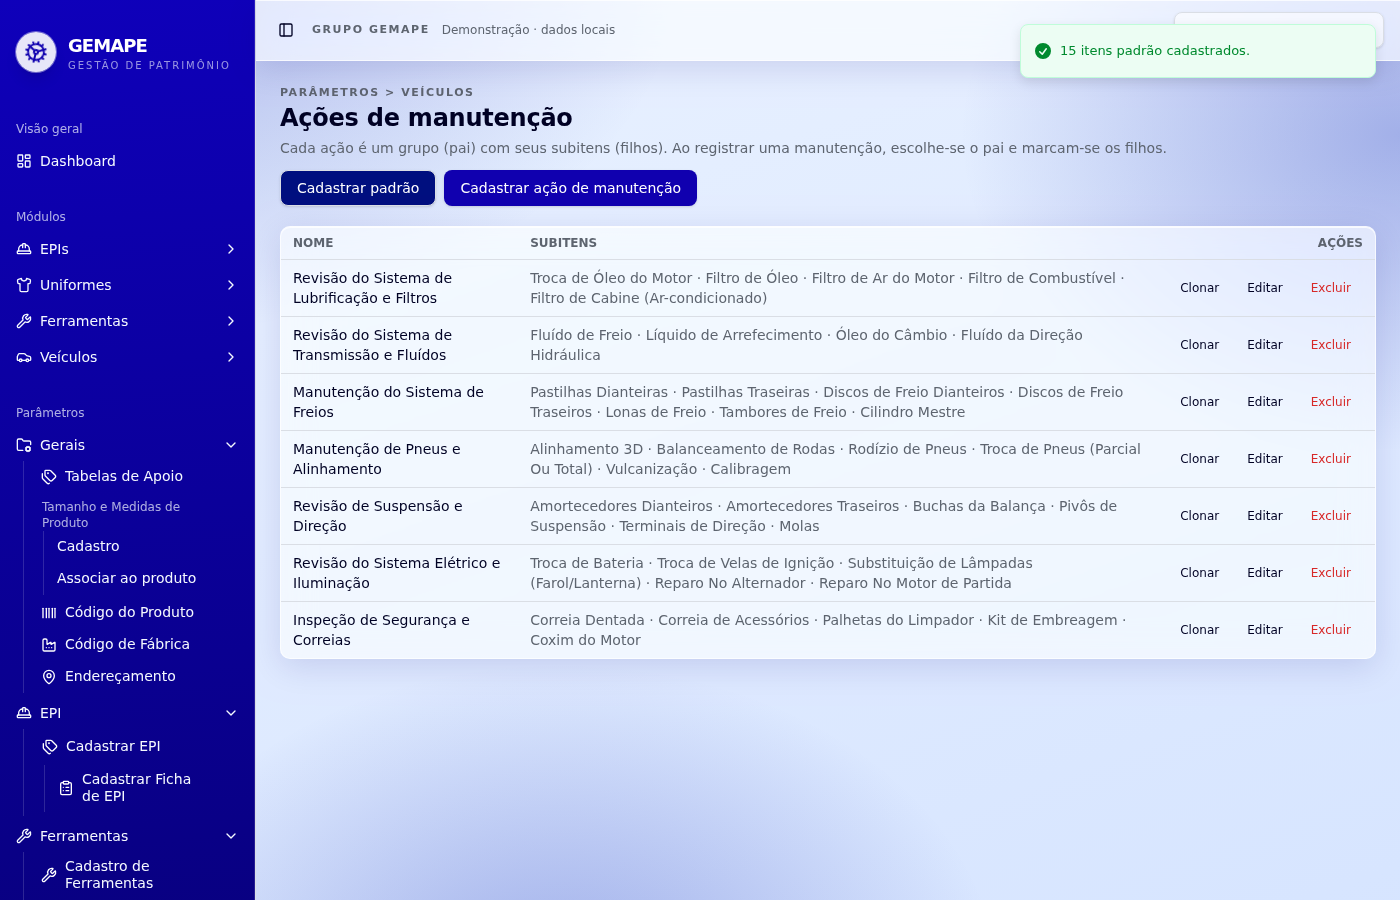 GEMAPE
GESTÃO DE PATRIMÔNIO
Visão geral
Dashboard
Módulos
EPIs
Uniformes
Ferramentas
Veículos
Parâmetros
Gerais
Tabelas de Apoio
Tamanho e Medidas de
Produto
Cadastro
Associar ao produto
Código do Produto
Código de Fábrica
Endereçamento
EPI
Cadastrar EPI
Cadastrar Ficha
de EPI
Ferramentas
Cadastro de
Ferramentas
GRUPO GEMAPE Demonstração · dados locais
15 itens padrão cadastrados.
PARÂMETROS > VEÍCULOS
Ações de manutenção
Cada ação é um grupo (pai) com seus subitens (filhos). Ao registrar uma manutenção, escolhe-se o pai e marcam-se os filhos.
Cadastrar padrão Cadastrar ação de manutenção
NOME SUBITENS AÇÕES
Revisão do Sistema de
Lubrificação e Filtros
Troca de Óleo do Motor · Filtro de Óleo · Filtro de Ar do Motor · Filtro de Combustível ·
Filtro de Cabine (Ar-condicionado)
Clonar Editar Excluir
Revisão do Sistema de
Transmissão e Fluídos
Fluído de Freio · Líquido de Arrefecimento · Óleo do Câmbio · Fluído da Direção
Hidráulica
Clonar Editar Excluir
Manutenção do Sistema de
Freios
Pastilhas Dianteiras · Pastilhas Traseiras · Discos de Freio Dianteiros · Discos de Freio
Traseiros · Lonas de Freio · Tambores de Freio · Cilindro Mestre
Clonar Editar Excluir
Manutenção de Pneus e
Alinhamento
Alinhamento 3D · Balanceamento de Rodas · Rodízio de Pneus · Troca de Pneus (Parcial
Ou Total) · Vulcanização · Calibragem
Clonar Editar Excluir
Revisão de Suspensão e
Direção
Amortecedores Dianteiros · Amortecedores Traseiros · Buchas da Balança · Pivôs de
Suspensão · Terminais de Direção · Molas
Clonar Editar Excluir
Revisão do Sistema Elétrico e
Iluminação
Troca de Bateria · Troca de Velas de Ignição · Substituição de Lâmpadas
(Farol/Lanterna) · Reparo No Alternador · Reparo No Motor de Partida
Clonar Editar Excluir
Inspeção de Segurança e
Correias
Correia Dentada · Correia de Acessórios · Palhetas do Limpador · Kit de Embreagem ·
Coxim do Motor
Clonar Editar Excluir